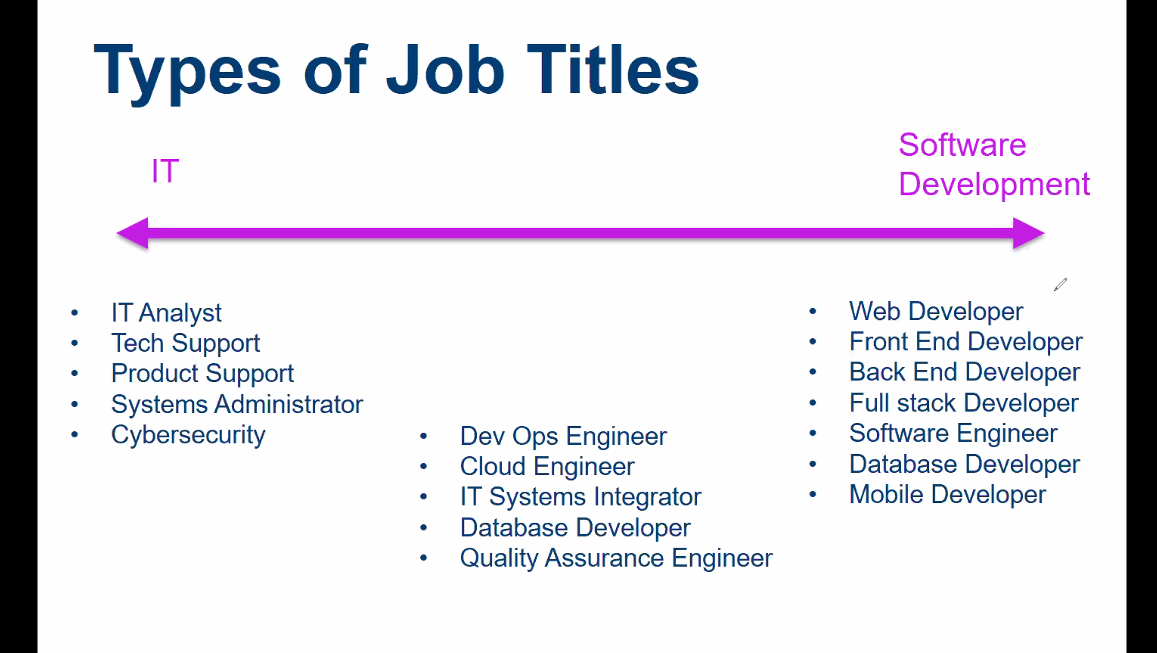 Types of Job Titles
IT
Software
Development
• IT Analyst
• Tech Support
• Product Support
• Systems Administrator
• Cybersecurity
• Dev Ops Engineer
• Cloud Engineer
• IT Systems Integrator
• Database Developer
• Quality Assurance Engineer
• Web Developer
• Front End Developer
• Back End Developer
• Full stack Developer
• Software Engineer
• Database Developer
• Mobile Developer